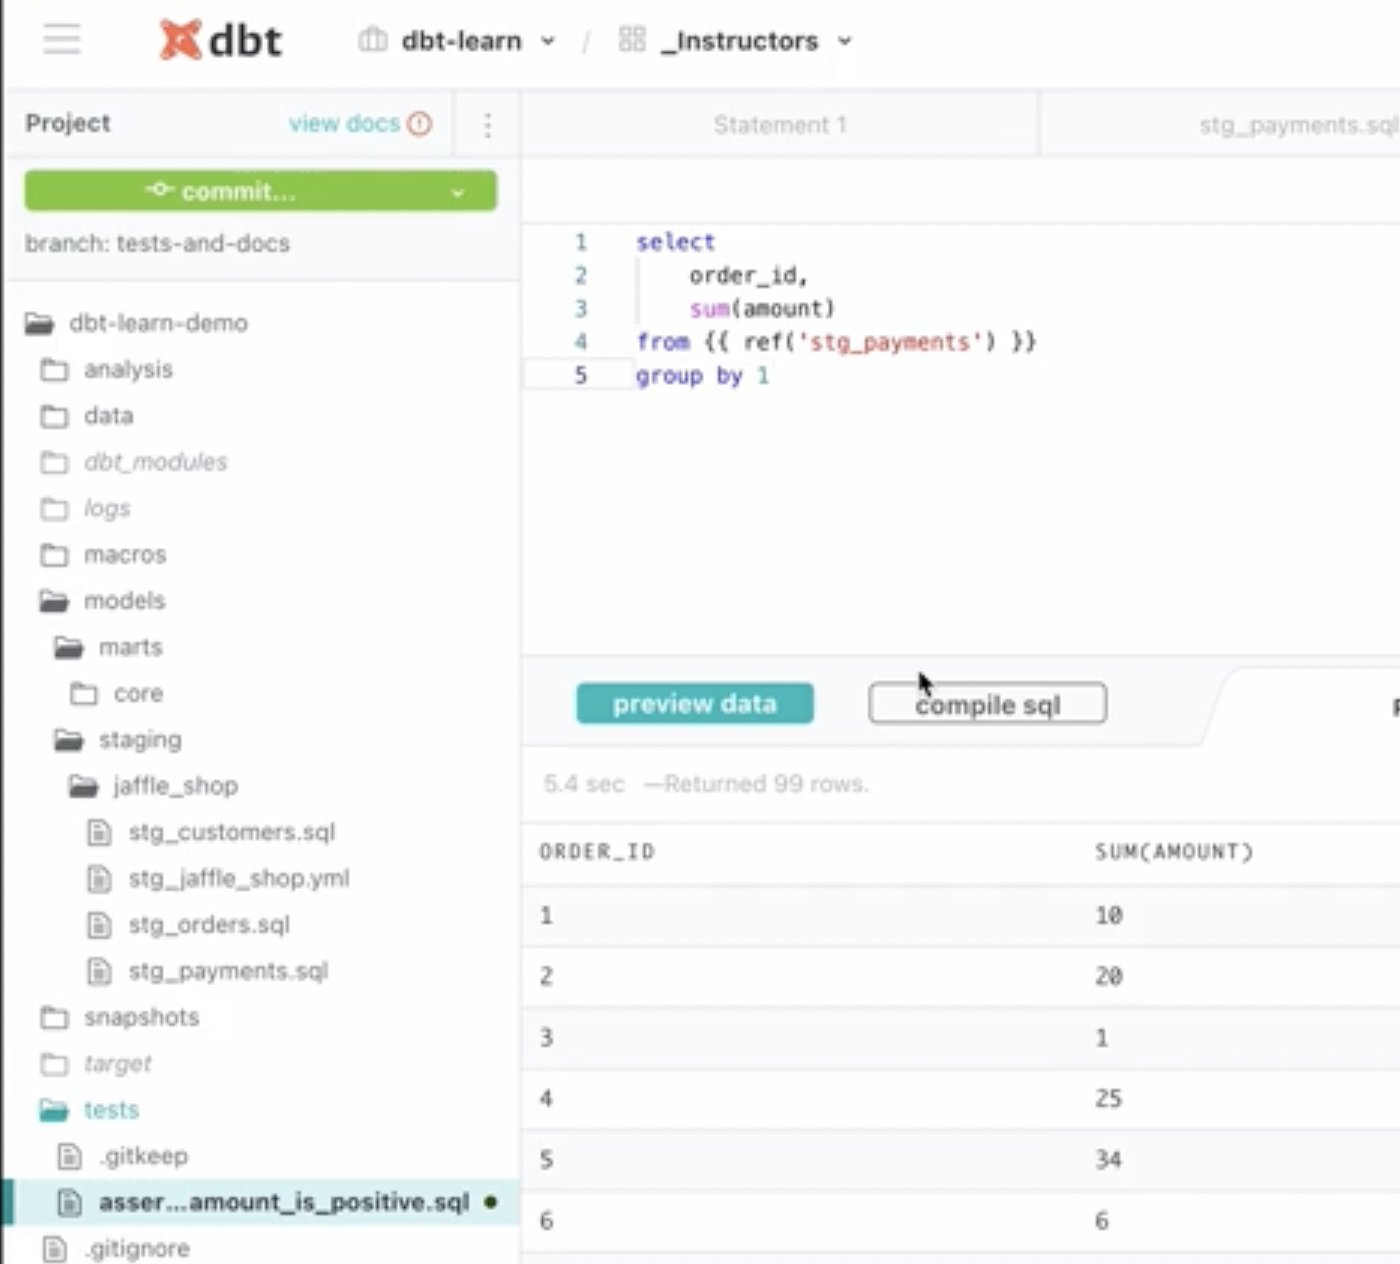 dbt dbt-learn / _Instructors
Project view docs
Statement 1 stg_payments.sql
commit...
branch: tests-and-docs
dbt-learn-demo
analysis
data
dbt_modules
logs
macros
models
marts
core
staging
jaffle_shop
stg_customers.sql
stg_jaffle_shop.yml
stg_orders.sql
stg_payments.sql
snapshots
target
tests
.gitkeep
asser...amount_is_positive.sql
.gitignore
1 select
2 order_id,
3 sum(amount)
4 from {{ ref('stg_payments') }}
5 group by 1
preview data compile sql
5.4 sec —Returned 99 rows.
ORDER_ID SUM(AMOUNT)
1 10
2 20
3 1
4 25
5 34
6 6